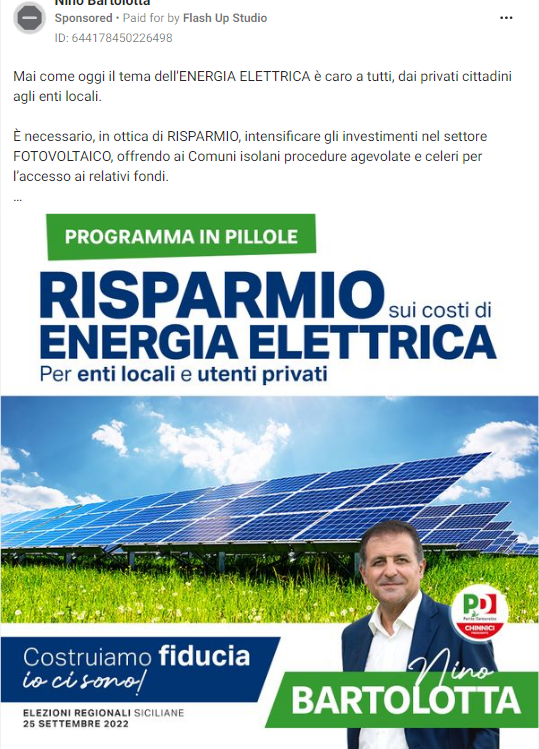 Nino Bartolotta
Sponsored • Paid for by Flash Up Studio
ID: 644178450226498
Mai come oggi il tema dell'ENERGIA ELETTRICA è caro a tutti, dai privati cittadini
agli enti locali.
È necessario, in ottica di RISPARMIO, intensificare gli investimenti nel settore
FOTOVOLTAICO, offrendo ai Comuni isolani procedure agevolate e celeri per
l’accesso ai relativi fondi.
...
PROGRAMMA IN PILLOLE
RISPARMIO sui costi di
ENERGIA ELETTRICA
Per enti locali e utenti privati
PD
Partito Democratico
CHINNICI
PRESIDENTE
Costruiamo fiducia
io ci sono!
Nino
BARTOLOTTA
ELEZIONI REGIONALI SICILIANE
25 SETTEMBRE 2022